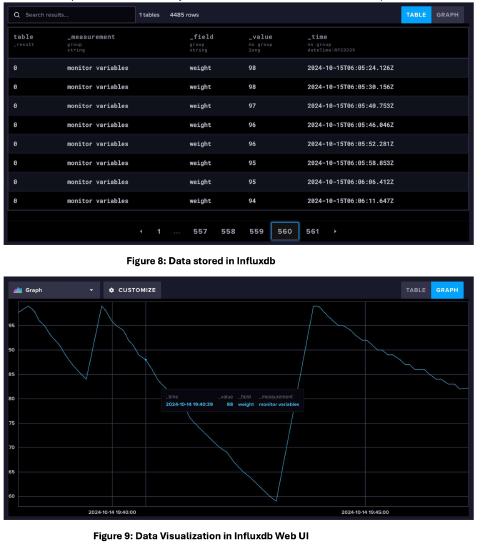 Search results...    1 tables    4485 rows    TABLE    GRAPH
table    _measurement    _field    _value    _time
_result    group    group    no group    no group
string    string    long    dateTime:RFC3339
0    monitor variables    weight    98    2024-10-15T06:05:24.126Z
0    monitor variables    weight    98    2024-10-15T06:05:30.156Z
0    monitor variables    weight    97    2024-10-15T06:05:40.753Z
0    monitor variables    weight    96    2024-10-15T06:05:46.046Z
0    monitor variables    weight    96    2024-10-15T06:05:52.281Z
0    monitor variables    weight    95    2024-10-15T06:05:58.853Z
0    monitor variables    weight    95    2024-10-15T06:06:06.412Z
0    monitor variables    weight    94    2024-10-15T06:06:11.647Z
1    ...    557    558    559    560    561
Figure 8: Data stored in Influxdb
Graph    CUSTOMIZE    TABLE    GRAPH
95
90
85
80
75
70
65
60
_time    _value    _field    _measurement
2024-10-14 19:40:39    88    weight    monitor variables
2024-10-14 19:40:00    2024-10-14 19:45:00
Figure 9: Data Visualization in Influxdb Web UI